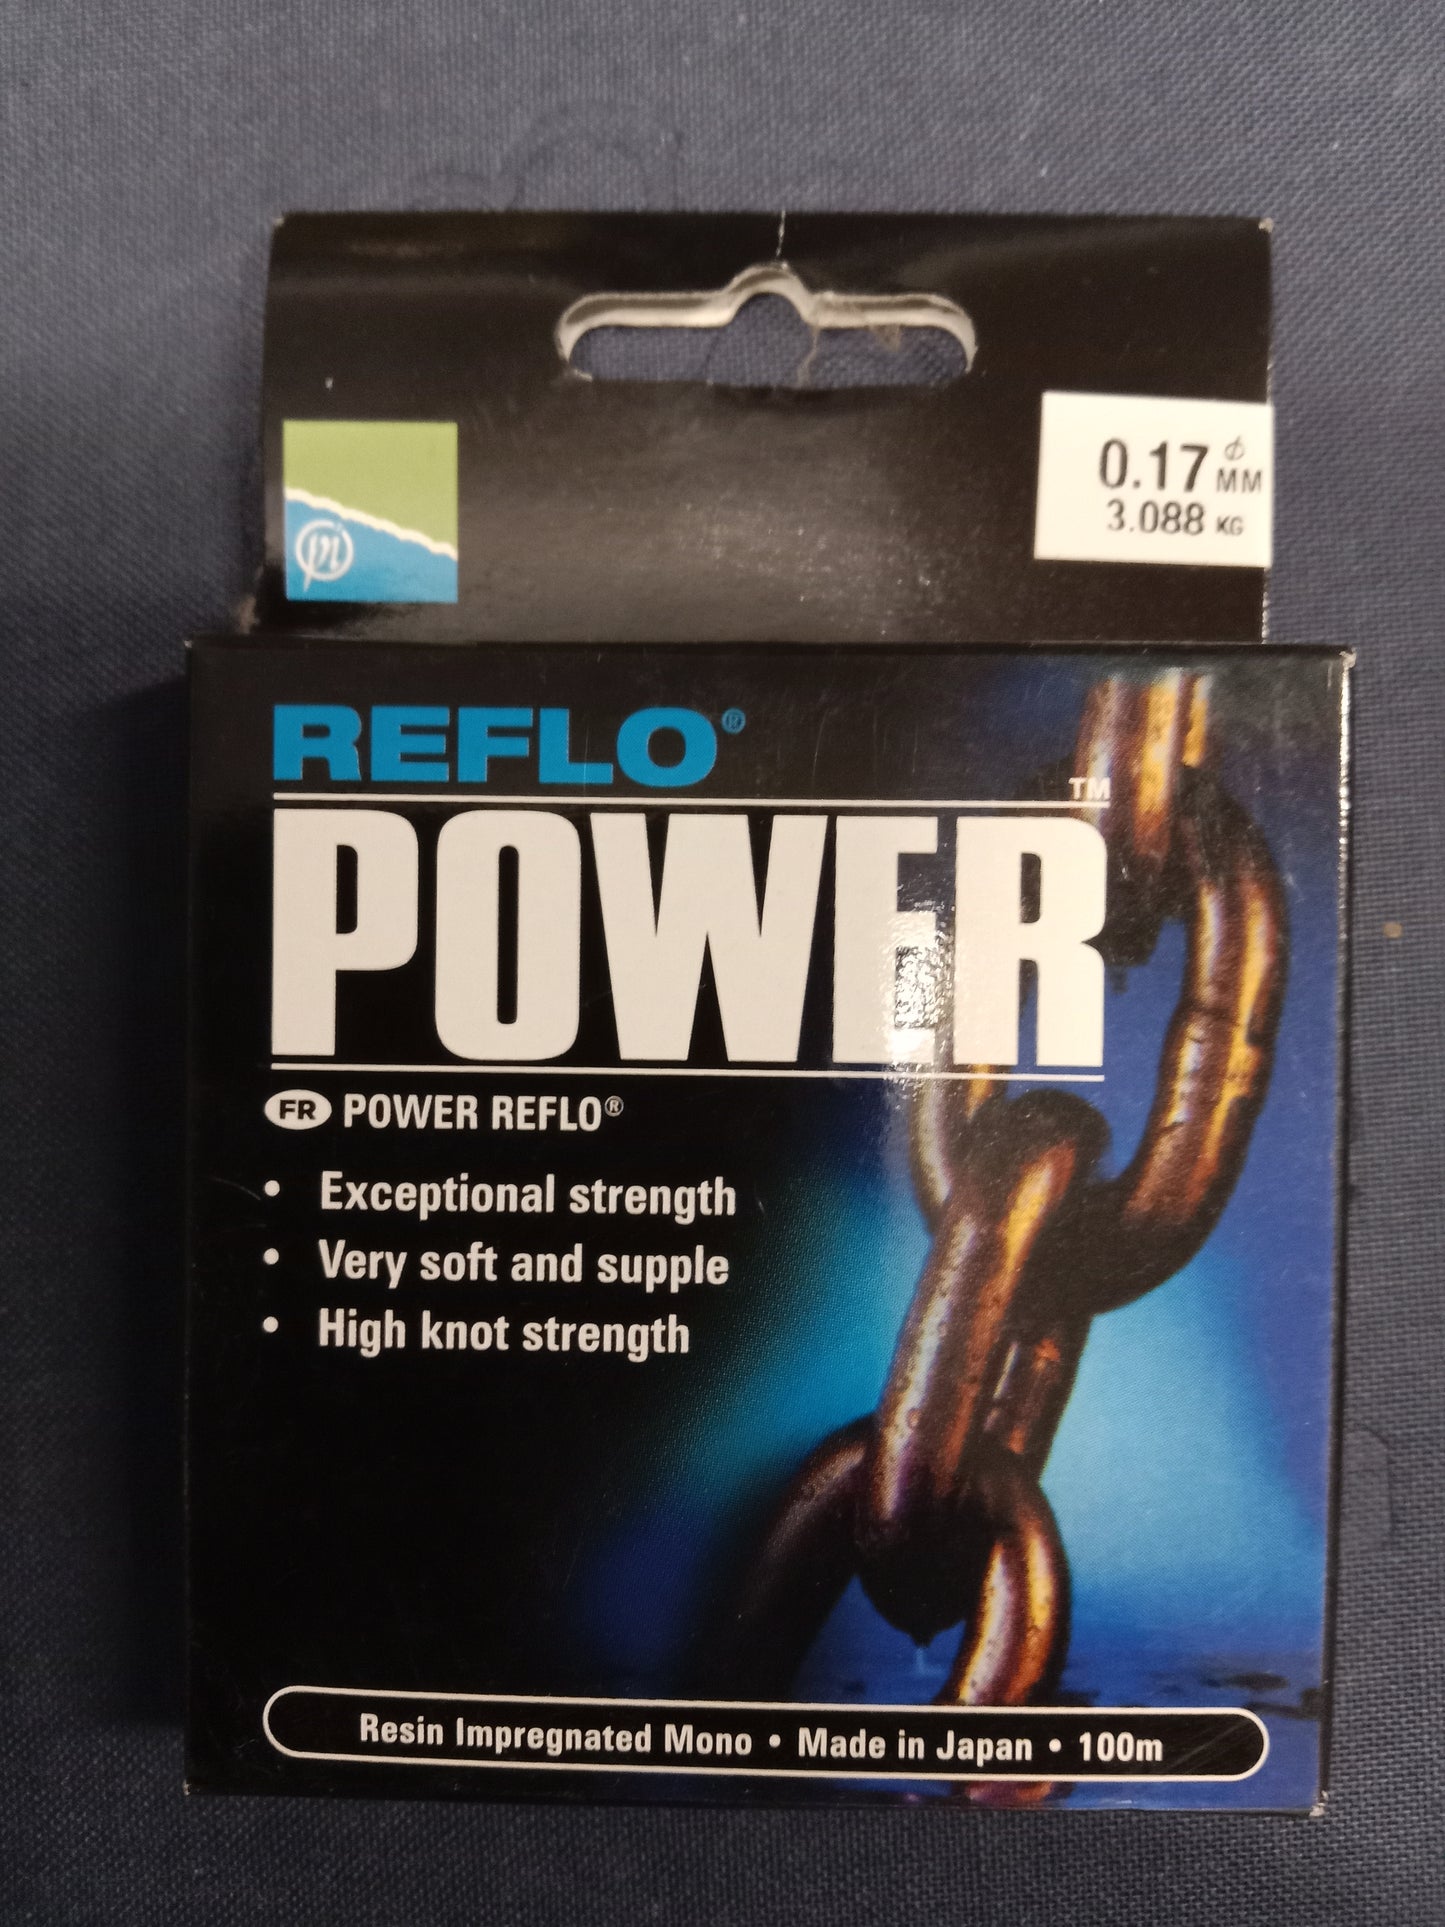 pi
0.17 ϕ MM
3.088 KG
REFLO®
POWER™
FR POWER REFLO®
• Exceptional strength
• Very soft and supple
• High knot strength
Resin Impregnated Mono • Made in Japan • 100m